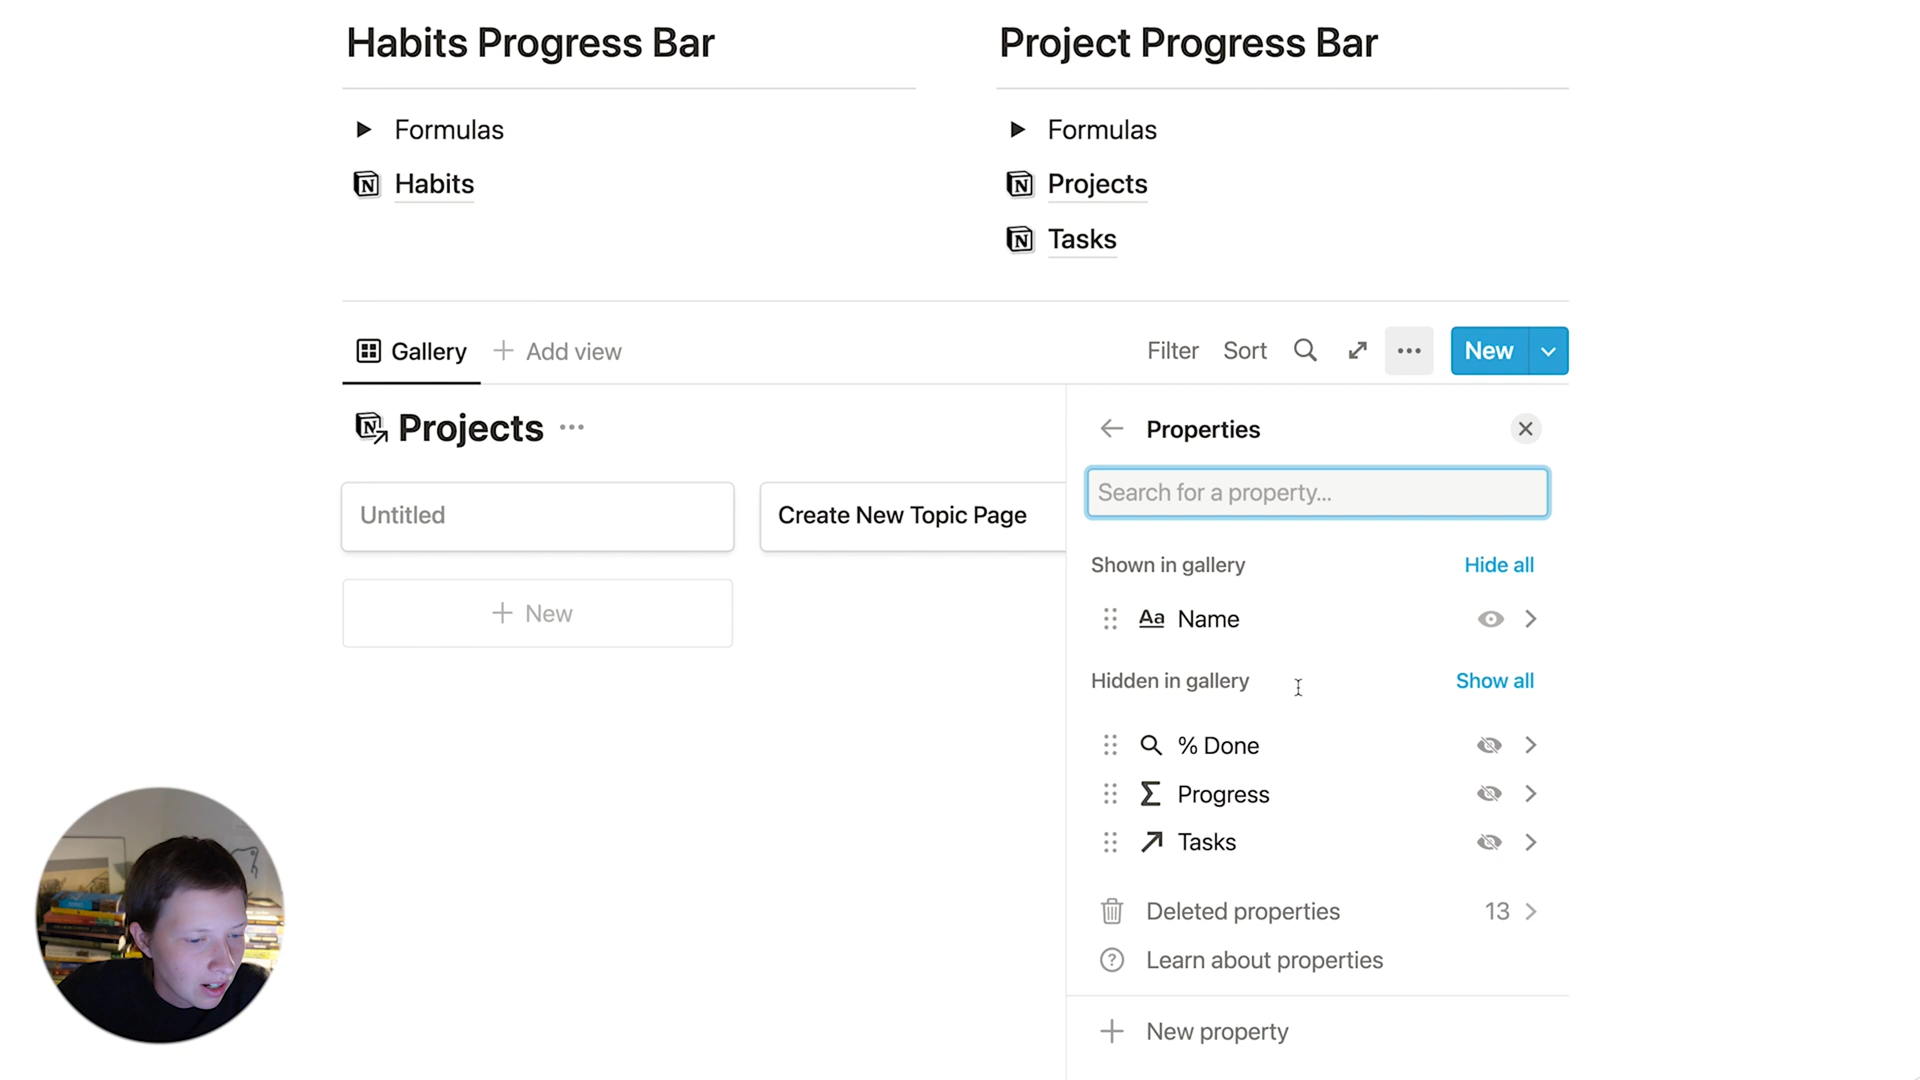 Habits Progress Bar
Formulas
Habits
Project Progress Bar
Formulas
Projects
Tasks
Gallery
Add view
Filter
Sort
New
Projects
Untitled
Create New Topic Page
New
Properties
Search for a property...
Shown in gallery
Hide all
Aa Name
Hidden in gallery
Show all
% Done
Σ Progress
Tasks
Deleted properties
13
Learn about properties
New property